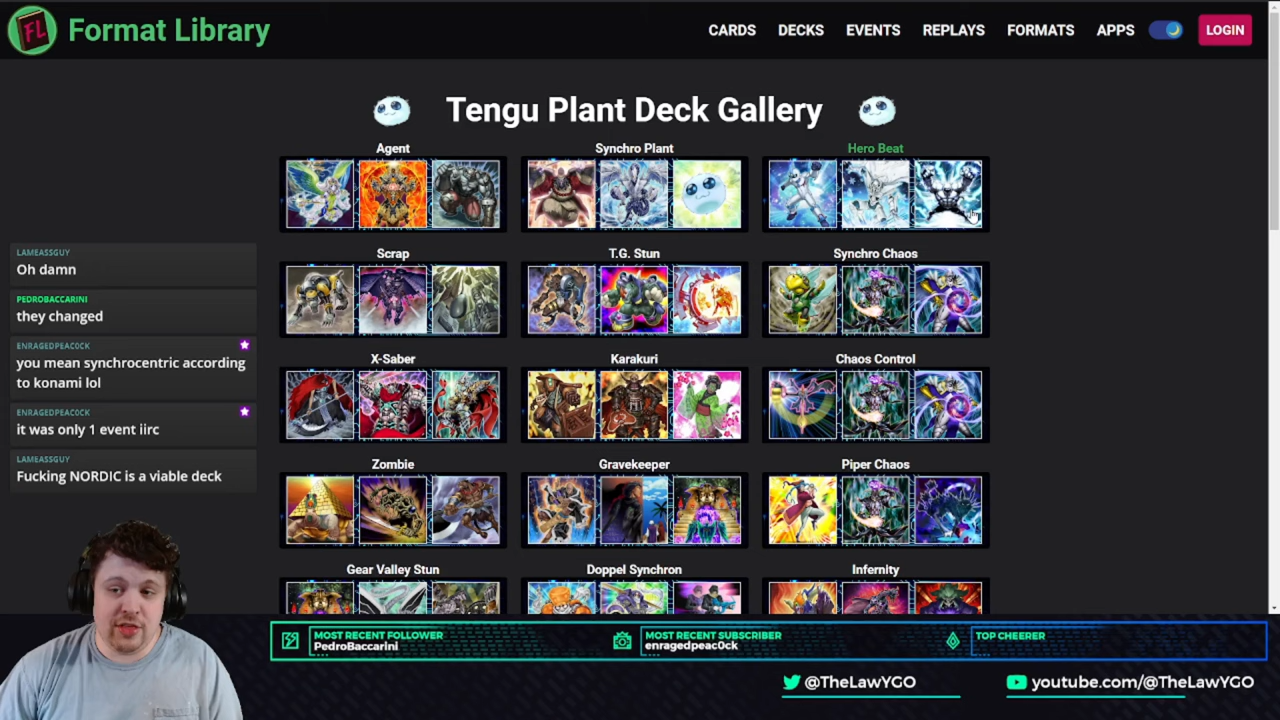 FL Format Library
CARDS DECKS EVENTS REPLAYS FORMATS APPS LOGIN
Tengu Plant Deck Gallery
Agent Synchro Plant Hero Beat
Scrap T.G. Stun Synchro Chaos
X-Saber Karakuri Chaos Control
Zombie Gravekeeper Piper Chaos
Gear Valley Stun Doppel Synchron Infernity
LAMEASSGUY
Oh damn
PEDROBACCARINI
they changed
ENRAGEDPEAC0CK
you mean synchrocentric according
to konami lol
ENRAGEDPEAC0CK
it was only 1 event iirc
LAMEASSGUY
Fucking NORDIC is a viable deck
MOST RECENT FOLLOWER
PedroBaccarini
MOST RECENT SUBSCRIBER
enragedpeac0ck
TOP CHEERER
@TheLawYGO
youtube.com/@TheLawYGO